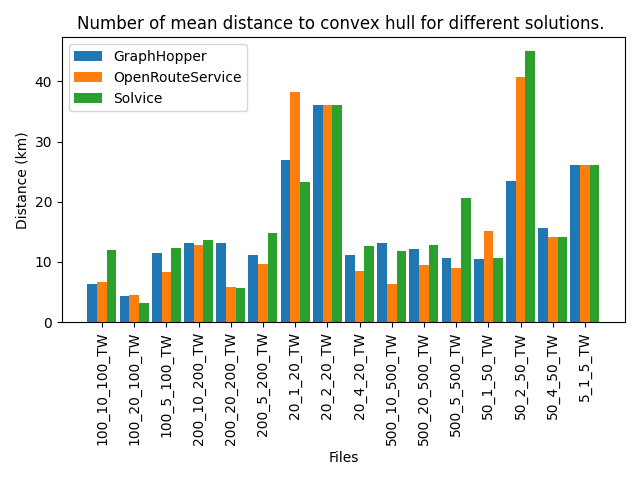 Number of mean distance to convex hull for different solutions.
GraphHopper
OpenRouteService
Solvice
Distance (km)
40
30
20
10
0
100_10_100_TW
100_20_100_TW
100_5_100_TW
200_10_200_TW
200_20_200_TW
200_5_200_TW
20_1_20_TW
20_2_20_TW
20_4_20_TW
500_10_500_TW
500_20_500_TW
500_5_500_TW
50_1_50_TW
50_2_50_TW
50_4_50_TW
5_1_5_TW
Files